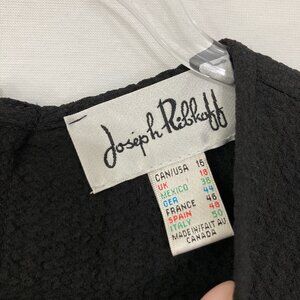 Joseph Ribkoff
CAN/USA 16
UK 18
MEXICO 38
GER 44
FRANCE 46
SPAIN 48
ITALY 50
MADE IN/FAIT AU
CANADA